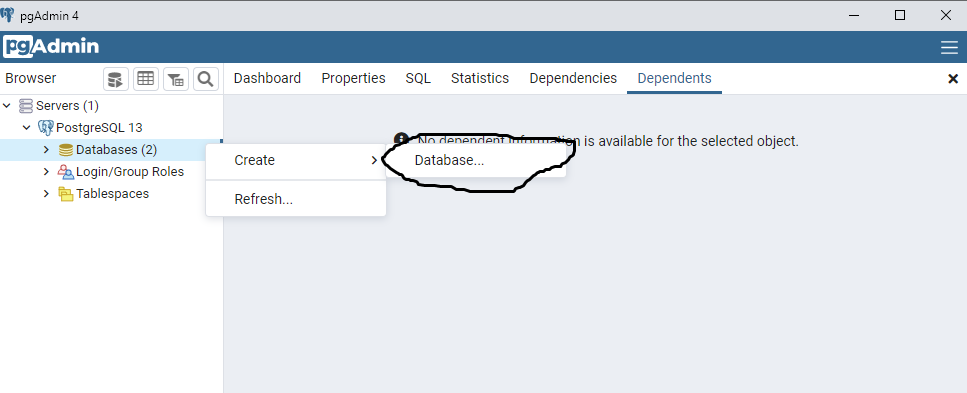 pgAdmin 4
pgAdmin
Browser
Dashboard Properties SQL Statistics Dependencies Dependents
Servers (1)
PostgreSQL 13
Databases (2)
Login/Group Roles
Tablespaces
No dependent information is available for the selected object.
Create
Database...
Refresh...